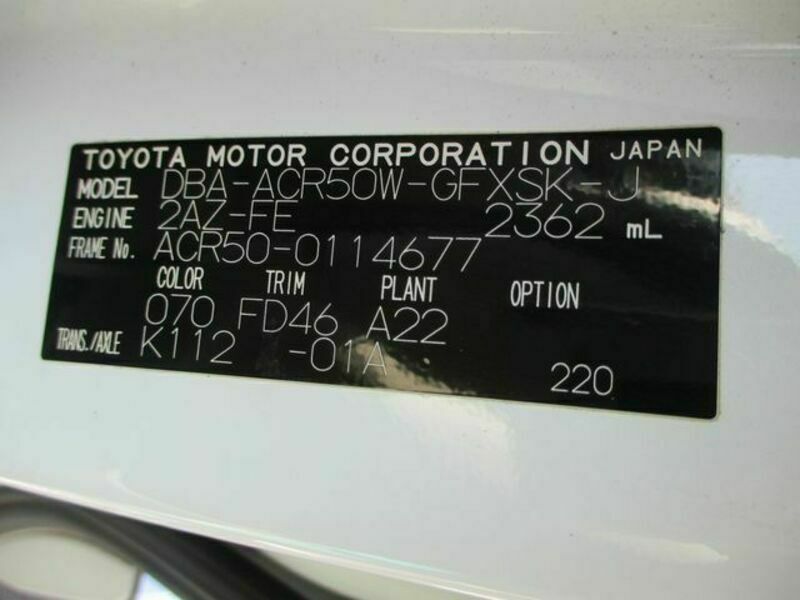 TOYOTA MOTOR CORPORATION JAPAN
MODEL DBA-ACR50W-GFXSK-J
ENGINE 2AZ-FE 2362 mL
FRAME No. ACR50-0114677
COLOR TRIM PLANT OPTION
070 FD46 A22
TRANS./AXLE K112 -01A
220